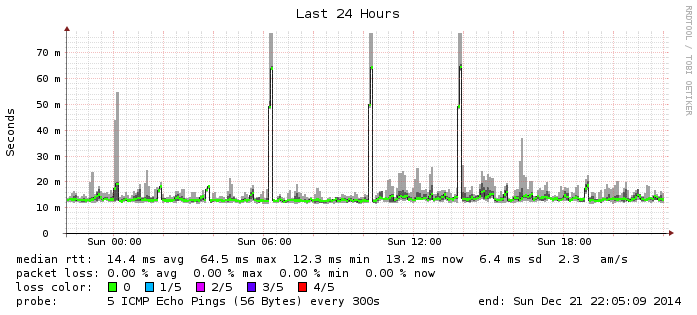 Last 24 Hours
RRDTOOL / TOBI OETIKER
Seconds
70 m
60 m
50 m
40 m
30 m
20 m
10 m
0
Sun 00:00 Sun 06:00 Sun 12:00 Sun 18:00
median rtt: 14.4 ms avg 64.5 ms max 12.3 ms min 13.2 ms now 6.4 ms sd 2.3 am/s
packet loss: 0.00 % avg 0.00 % max 0.00 % min 0.00 % now
loss color: 0 1/5 2/5 3/5 4/5
probe: 5 ICMP Echo Pings (56 Bytes) every 300s end: Sun Dec 21 22:05:09 2014